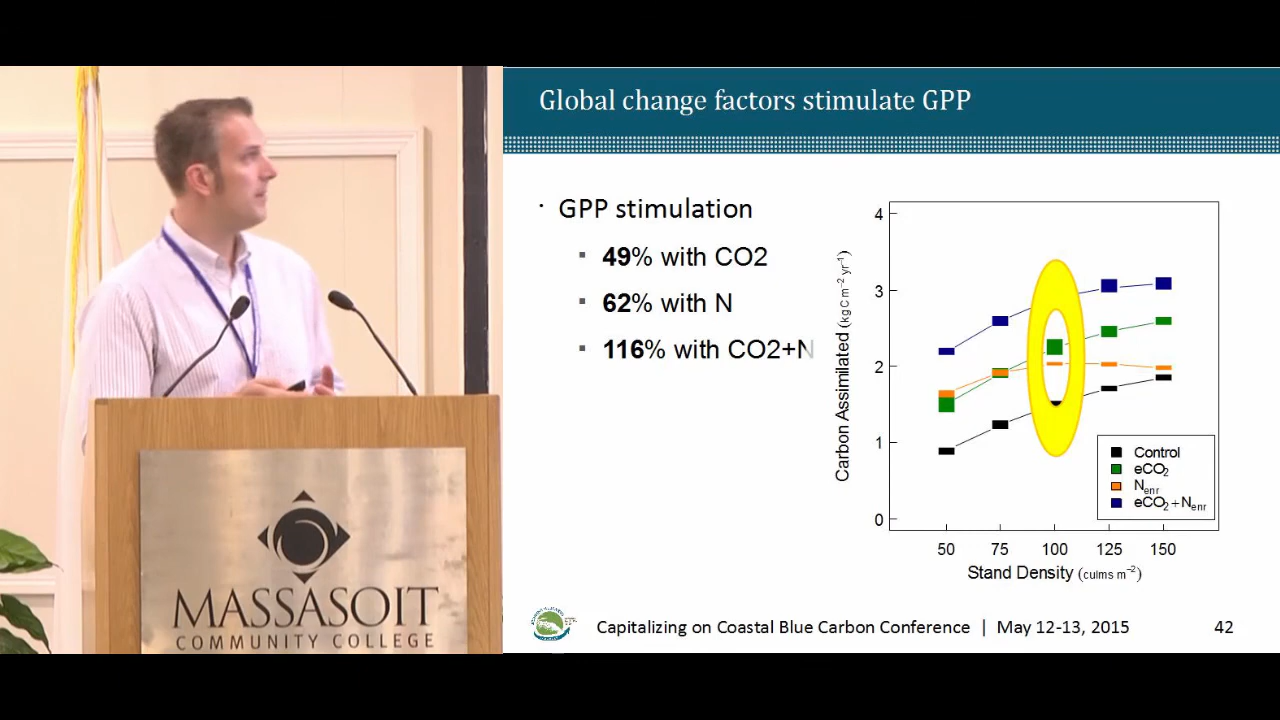 Global change factors stimulate GPP
· GPP stimulation
▪ 49% with CO2
▪ 62% with N
▪ 116% with CO2+N
4
3
2
1
0
Carbon Assimilated (kg C m⁻² yr⁻¹)
Control
eCO₂
Nenr
eCO₂+Nenr
50 75 100 125 150
Stand Density (culms m⁻²)
MASSASOIT
COMMUNITY COLLEGE
Capitalizing on Coastal Blue Carbon Conference | May 12-13, 2015 42